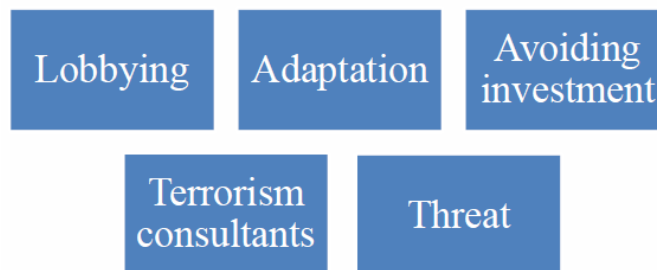 Lobbying
Adaptation
Avoiding
investment
Terrorism
consultants
Threat